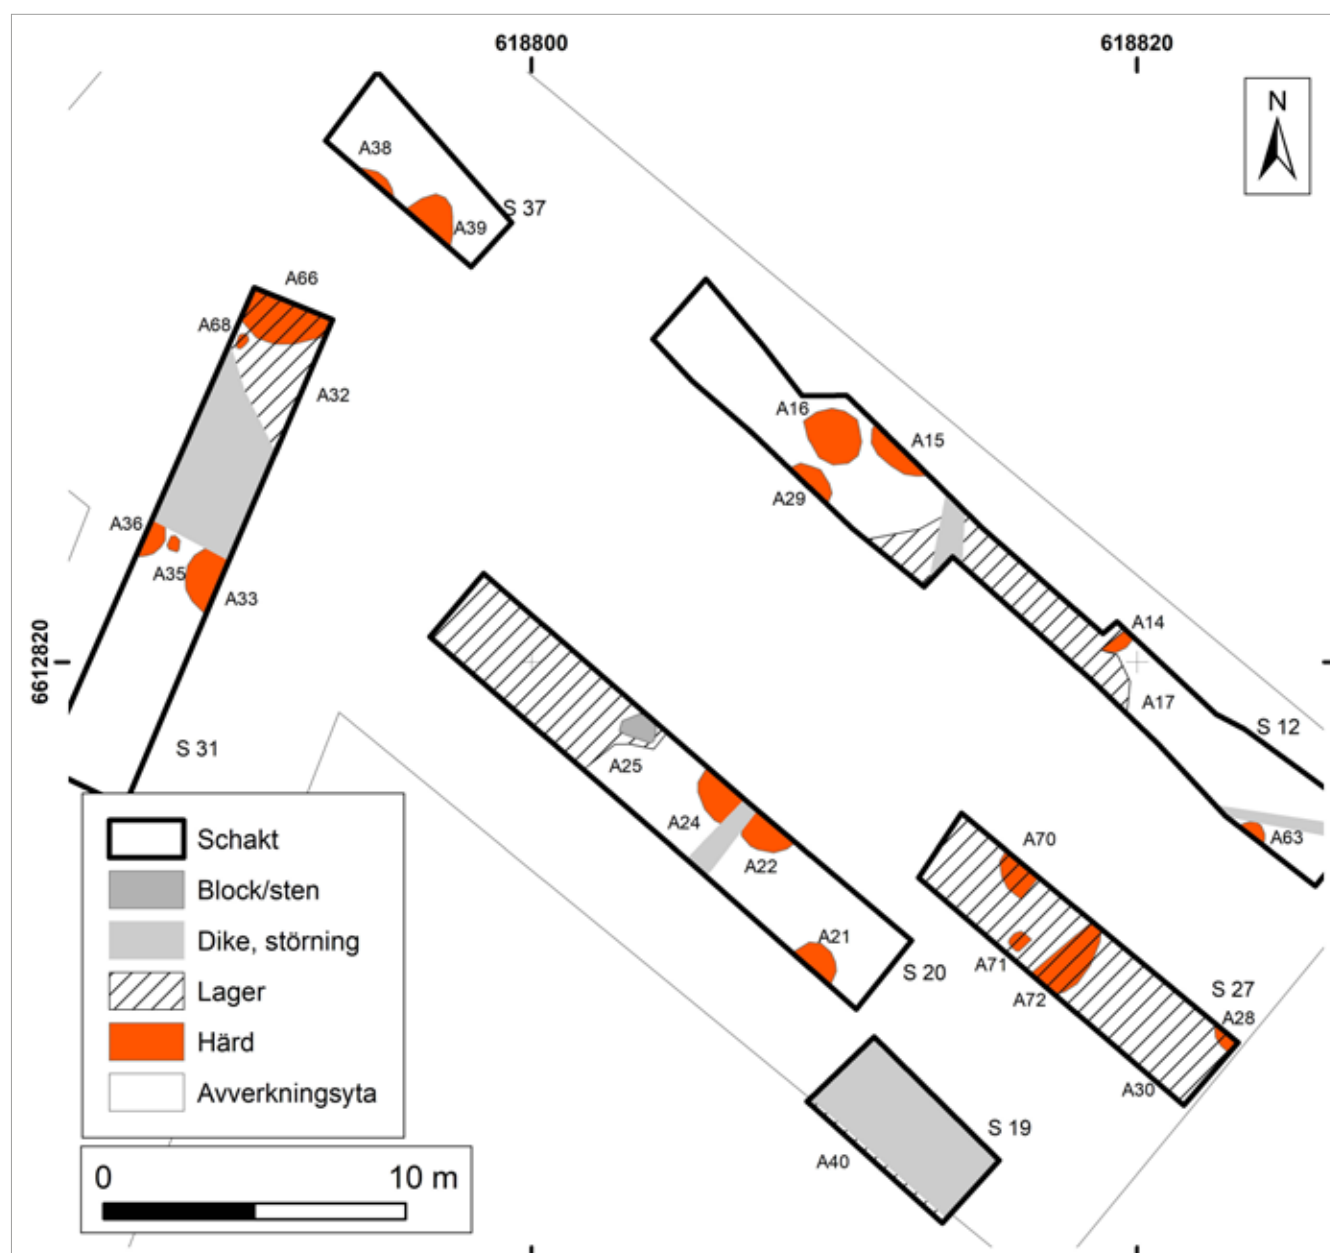 618800
618820
N
A38
S 37
A39
A66
A68
A32
A16
A15
A29
A36
A35
A33
A14
6612820
A17
S 12
S 31
A25
A24
A22
A70
A63
A21
S 20
A71
A72
S 27
A28
A30
S 19
A40
Schakt
Block/sten
Dike, störning
Lager
Härd
Avverkningsyta
0 10 m